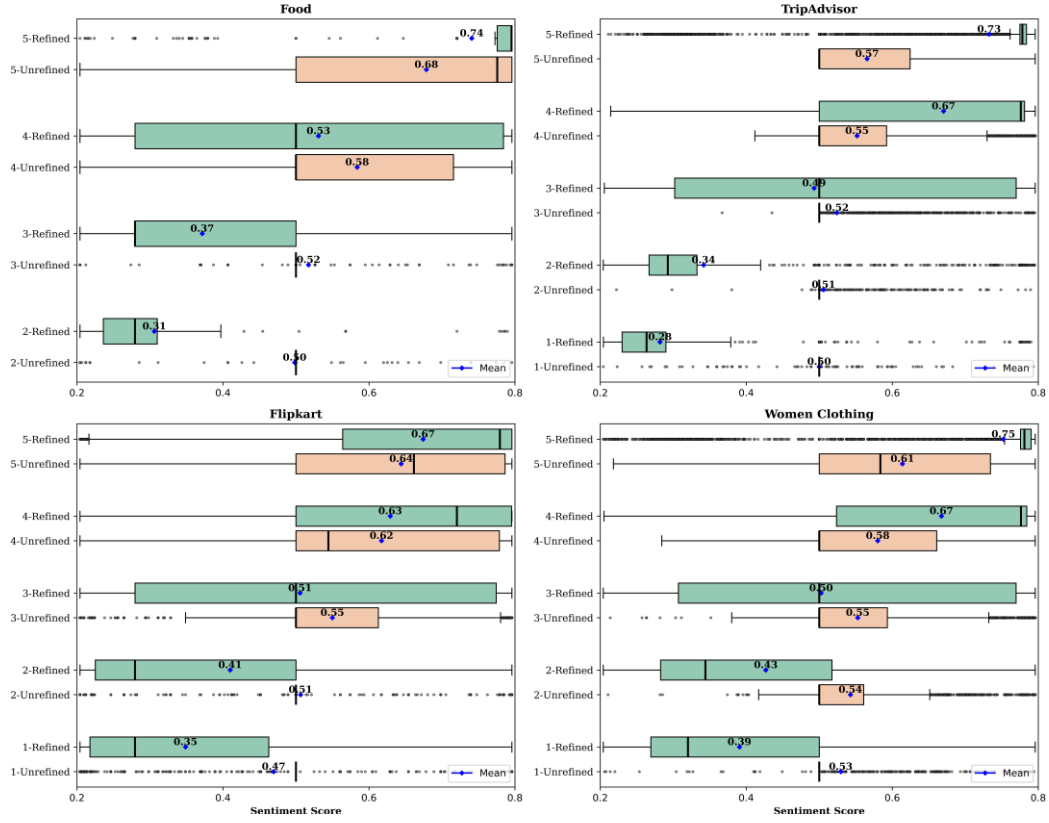 Food
5-Refined
0.74
5-Unrefined
0.68
4-Refined
0.53
4-Unrefined
0.58
3-Refined
0.37
3-Unrefined
0.52
2-Refined
0.31
2-Unrefined
0.50
Mean
0.2 0.4 0.6 0.8
TripAdvisor
5-Refined
0.73
5-Unrefined
0.57
4-Refined
0.67
4-Unrefined
0.55
3-Refined
0.49
3-Unrefined
0.52
2-Refined
0.34
2-Unrefined
0.51
1-Refined
0.28
1-Unrefined
0.50
Mean
0.2 0.4 0.6 0.8
Flipkart
5-Refined
0.67
5-Unrefined
0.64
4-Refined
0.63
4-Unrefined
0.62
3-Refined
0.51
3-Unrefined
0.55
2-Refined
0.41
2-Unrefined
0.51
1-Refined
0.35
1-Unrefined
0.47
Mean
0.2 0.4 0.6 0.8
Sentiment Score
Women Clothing
5-Refined
0.75
5-Unrefined
0.61
4-Refined
0.67
4-Unrefined
0.58
3-Refined
0.50
3-Unrefined
0.55
2-Refined
0.43
2-Unrefined
0.54
1-Refined
0.39
1-Unrefined
0.53
Mean
0.2 0.4 0.6 0.8
Sentiment Score